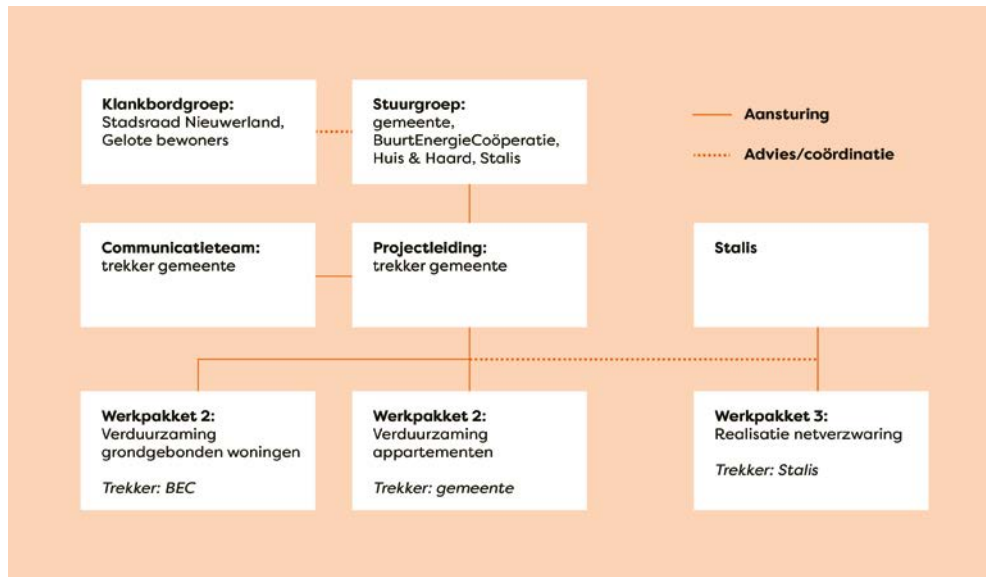 Klankbordgroep:
Stadsraad Nieuwerland,
Gelote bewoners
Stuurgroep:
gemeente,
BuurtEnergieCoöperatie,
Huis & Haard, Stalis
Aansturing
Advies/coördinatie
Communicatieteam:
trekker gemeente
Projectleiding:
trekker gemeente
Stalis
Werkpakket 2:
Verduurzaming
grondgebonden woningen
Trekker: BEC
Werkpakket 2:
Verduurzaming
appartementen
Trekker: gemeente
Werkpakket 3:
Realisatie netverzwaring
Trekker: Stalis